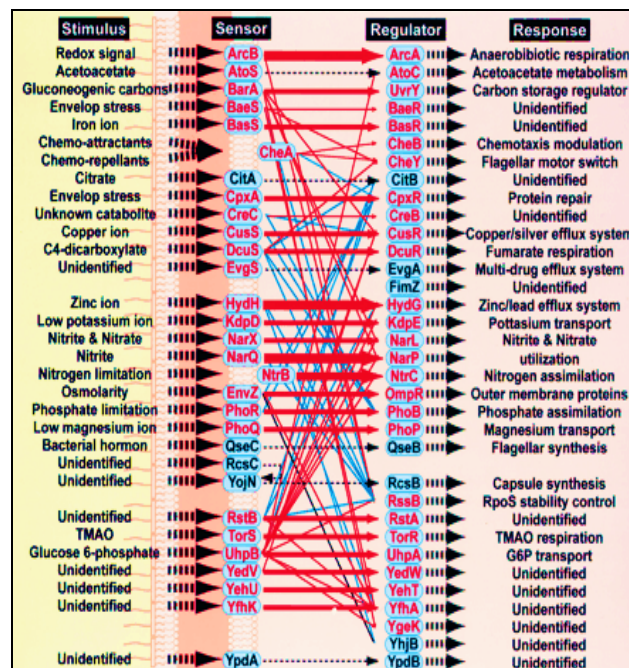 Stimulus Sensor Regulator Response
Redox signal ArcB ArcA Anaerobibiotic respiration
Acetoacetate AtoS AtoC Acetoacetate metabolism
Gluconeogenic carbons BarA UvrY Carbon storage regulator
Envelop stress BaeS BaeR Unidentified
Iron ion BasS BasR Unidentified
Chemo-attractants CheB Chemotaxis modulation
CheA
Chemo-repellants CheY Flagellar motor switch
Citrate CitA CitB Unidentified
Envelop stress CpxA CpxR Protein repair
Unknown catabolite CreC CreB Unidentified
Copper ion CusS CusR Copper/silver efflux system
C4-dicarboxylate DcuS DcuR Fumarate respiration
Unidentified EvgS EvgA Multi-drug efflux system
FimZ Unidentified
Zinc ion HydH HydG Zinc/lead efflux system
Low potassium ion KdpD KdpE Pottasium transport
Nitrite & Nitrate NarX NarL Nitrite & Nitrate
Nitrite NarQ NarP utilization
Nitrogen limitation NtrB NtrC Nitrogen assimilation
Osmolarity EnvZ OmpR Outer membrane proteins
Phosphate limitation PhoR PhoB Phosphate assimilation
Low magnesium ion PhoQ PhoP Magnesium transport
Bacterial hormon QseC QseB Flagellar synthesis
Unidentified RcsC
Unidentified YojN RcsB Capsule synthesis
RssB RpoS stability control
Unidentified RstB RstA Unidentified
TMAO TorS TorR TMAO respiration
Glucose 6-phosphate UhpB UhpA G6P transport
Unidentified YedV YedW Unidentified
Unidentified YehU YehT Unidentified
Unidentified YfhK YfhA Unidentified
YgeK Unidentified
YhjB Unidentified
Unidentified YpdA YpdB Unidentified